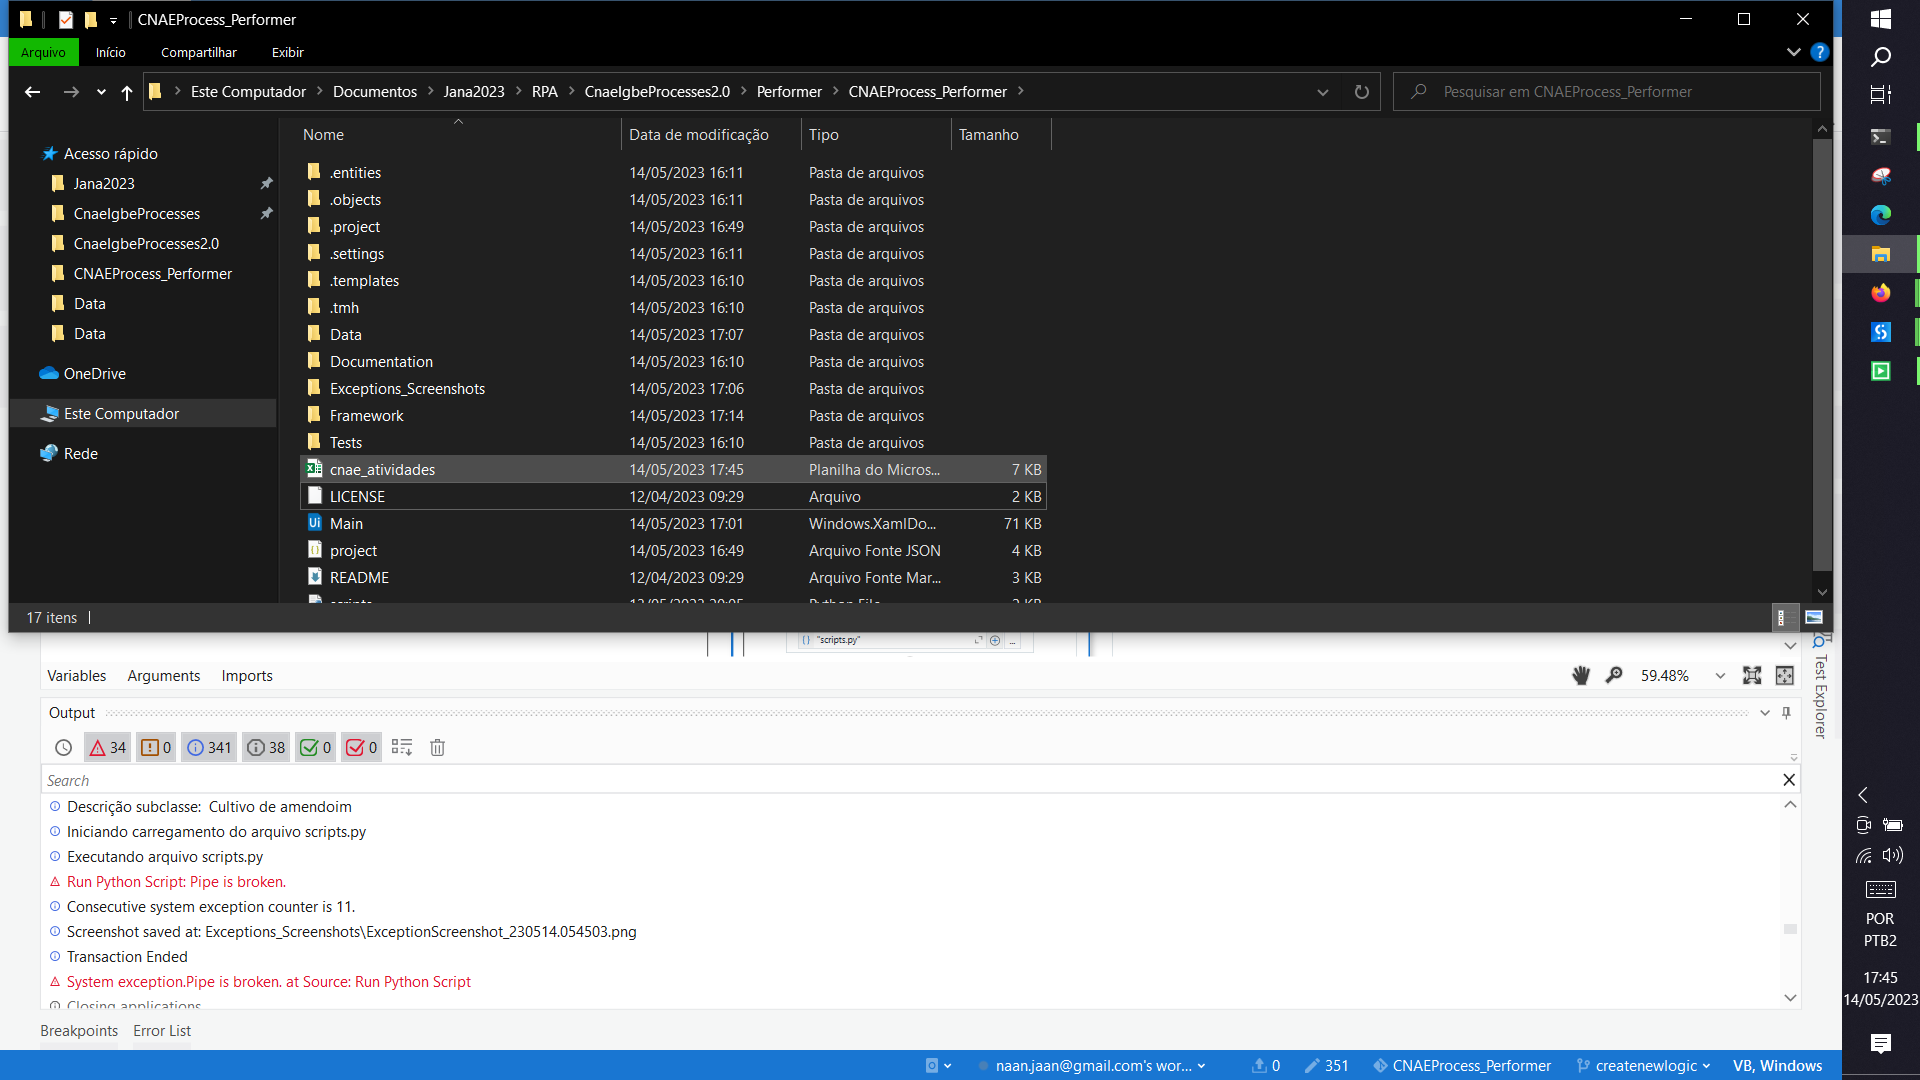 CNAEProcess_Performer
Arquivo Início Compartilhar Exibir
Este Computador Documentos Jana2023 RPA CnaeIgbeProcesses2.0 Performer CNAEProcess_Performer Pesquisar em CNAEProcess_Performer
Nome Data de modificação Tipo Tamanho
Acesso rápido
Jana2023
CnaeIgbeProcesses
CnaeIgbeProcesses2.0
CNAEProcess_Performer
Data
Data
OneDrive
Este Computador
Rede
.entities 14/05/2023 16:11 Pasta de arquivos
.objects 14/05/2023 16:11 Pasta de arquivos
.project 14/05/2023 16:49 Pasta de arquivos
.settings 14/05/2023 16:11 Pasta de arquivos
.templates 14/05/2023 16:10 Pasta de arquivos
.tmh 14/05/2023 16:10 Pasta de arquivos
Data 14/05/2023 17:07 Pasta de arquivos
Documentation 14/05/2023 16:10 Pasta de arquivos
Exceptions_Screenshots 14/05/2023 17:06 Pasta de arquivos
Framework 14/05/2023 17:14 Pasta de arquivos
Tests 14/05/2023 16:10 Pasta de arquivos
cnae_atividades 14/05/2023 17:45 Planilha do Micros... 7 KB
LICENSE 12/04/2023 09:29 Arquivo 2 KB
Main 14/05/2023 17:01 Windows.XamlDo... 71 KB
project 14/05/2023 16:49 Arquivo Fonte JSON 4 KB
README 12/04/2023 09:29 Arquivo Fonte Mar... 3 KB
17 itens
"scripts.py"
Variables Arguments Imports 59.48%
Test Explorer
Output
34 0 341 38 0 0
Search
Descrição subclasse: Cultivo de amendoim
Iniciando carregamento do arquivo scripts.py
Executando arquivo scripts.py
Run Python Script: Pipe is broken.
Consecutive system exception counter is 11.
Screenshot saved at: Exceptions_Screenshots\ExceptionScreenshot_230514.054503.png
Transaction Ended
System exception.Pipe is broken. at Source: Run Python Script
Closing applications
Breakpoints Error List
naan.jaan@gmail.com's wor... 0 351 CNAEProcess_Performer createnewlogic VB, Windows
POR
PTB2
17:45
14/05/2023